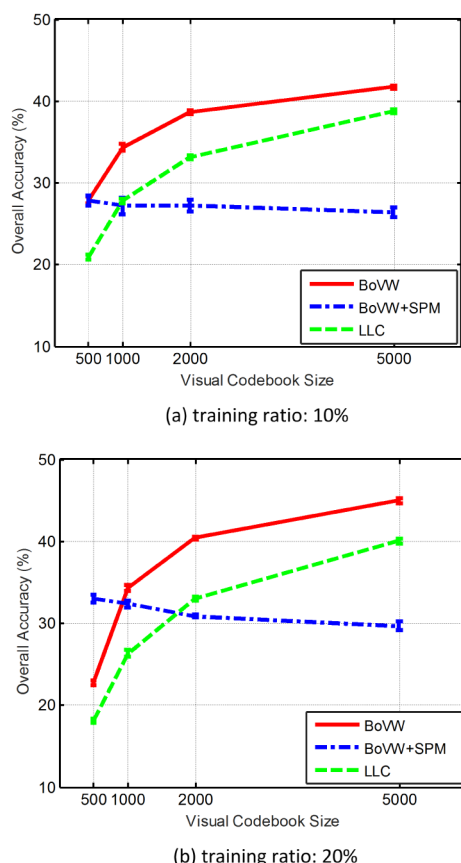 50
40
30
20
10
Overall Accuracy (%)
BoVW
BoVW+SPM
LLC
500 1000 2000 5000
Visual Codebook Size
(a) training ratio: 10%
50
40
30
20
10
Overall Accuracy (%)
BoVW
BoVW+SPM
LLC
500 1000 2000 5000
Visual Codebook Size
(b) training ratio: 20%